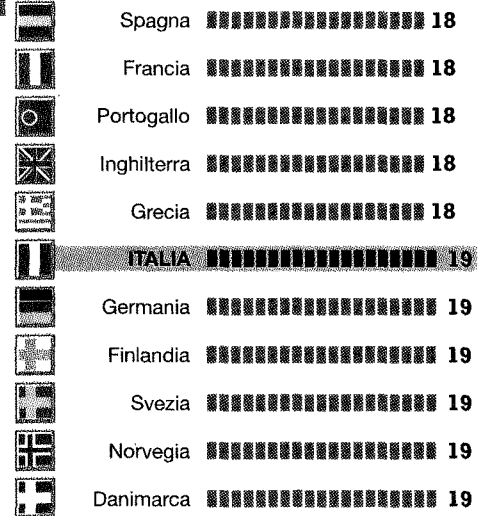 Spagna 18
Francia 18
Portogallo 18
Inghilterra 18
Grecia 18
ITALIA 19
Germania 19
Finlandia 19
Svezia 19
Norvegia 19
Danimarca 19